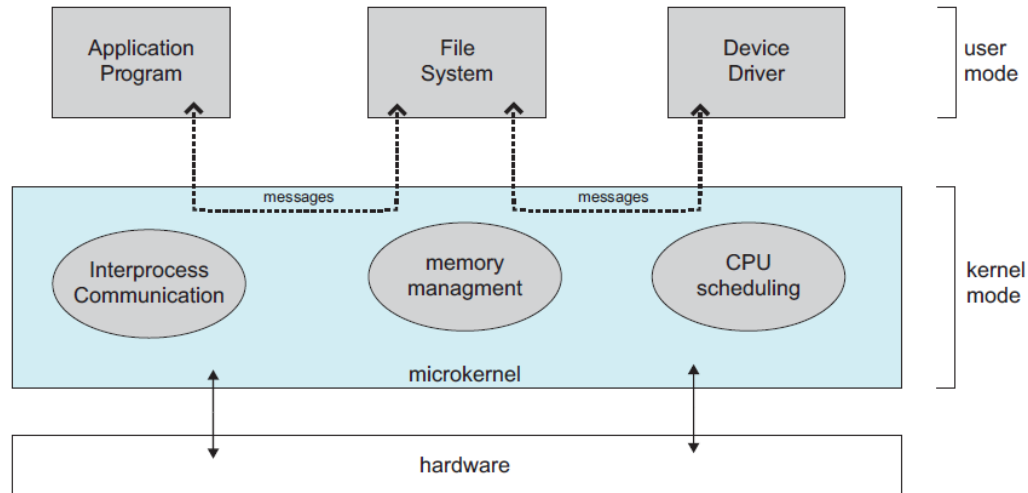 Application
Program
File
System
Device
Driver
user
mode
messages
messages
Interprocess
Communication
memory
managment
CPU
scheduling
kernel
mode
microkernel
hardware